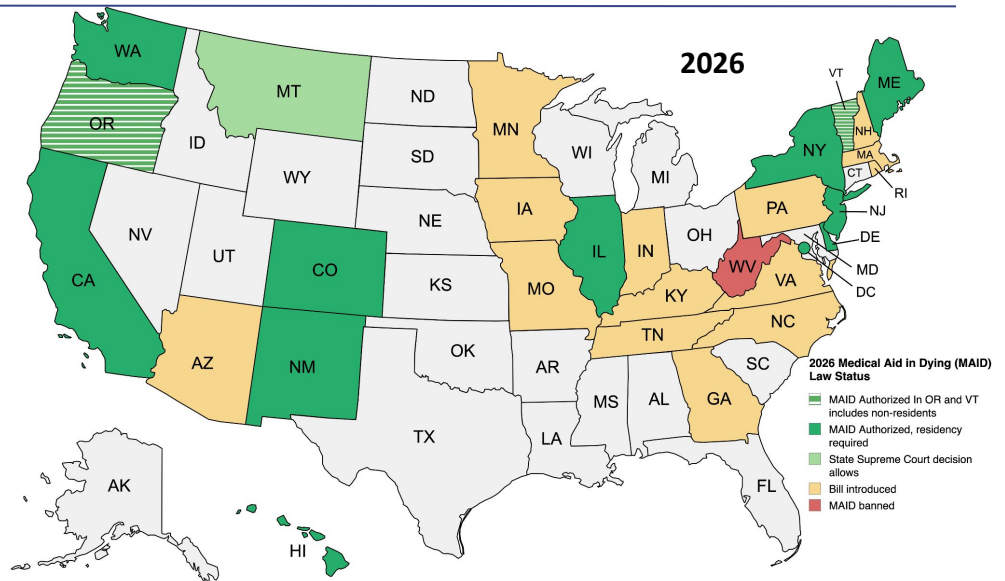 2026
WA
MT
ND
MN
VT
ME
OR
ID
SD
WI
NH
NY
MA
WY
MI
CT
RI
IA
NE
PA
NJ
NV
OH
UT
IL
IN
DE
CA
CO
WV
MD
KS
MO
VA
DC
KY
NC
TN
AZ
NM
OK
AR
SC
MS
AL
GA
TX
LA
FL
AK
HI
2026 Medical Aid in Dying (MAID)
Law Status
MAID Authorized In OR and VT
includes non-residents
MAID Authorized, residency
required
State Supreme Court decision
allows
Bill introduced
MAID banned